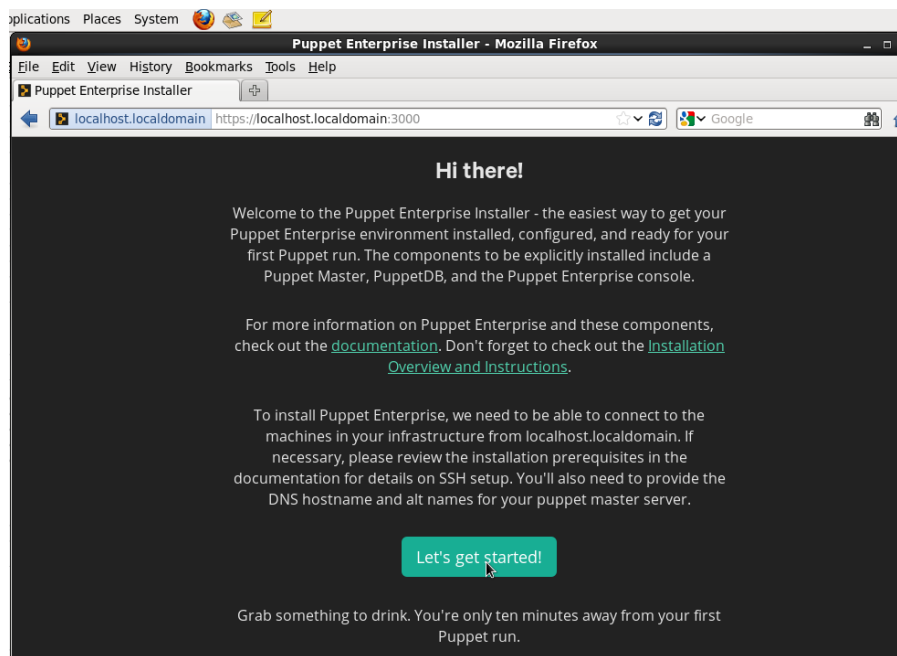 plications Places System
Puppet Enterprise Installer - Mozilla Firefox
File Edit View History Bookmarks Tools Help
Puppet Enterprise Installer
localhost.localdomain https://localhost.localdomain:3000 Google
Hi there!
Welcome to the Puppet Enterprise Installer - the easiest way to get your
Puppet Enterprise environment installed, configured, and ready for your
first Puppet run. The components to be explicitly installed include a
Puppet Master, PuppetDB, and the Puppet Enterprise console.
For more information on Puppet Enterprise and these components,
check out the documentation. Don't forget to check out the Installation
Overview and Instructions.
To install Puppet Enterprise, we need to be able to connect to the
machines in your infrastructure from localhost.localdomain. If
necessary, please review the installation prerequisites in the
documentation for details on SSH setup. You'll also need to provide the
DNS hostname and alt names for your puppet master server.
Let's get started!
Grab something to drink. You're only ten minutes away from your first
Puppet run.